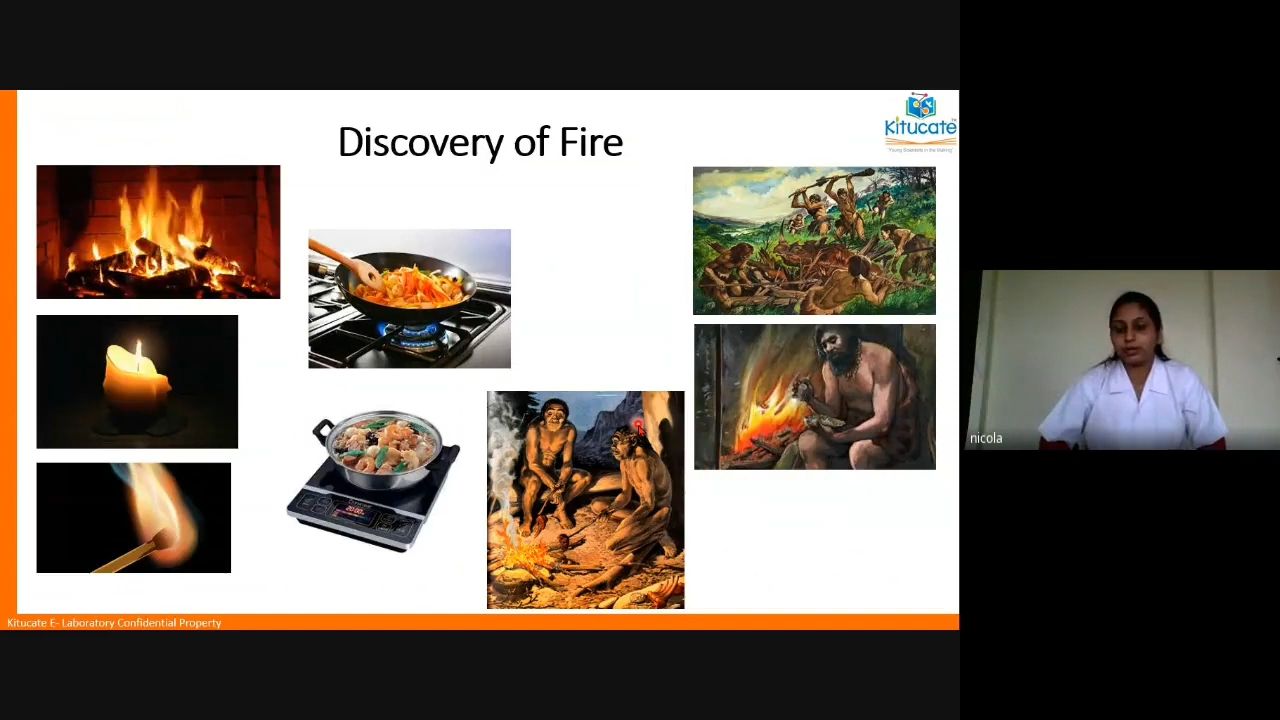 Discovery of Fire
Kitucate
"Young Scientists in the Making"
nicola
Kitucate E- Laboratory Confidential Property